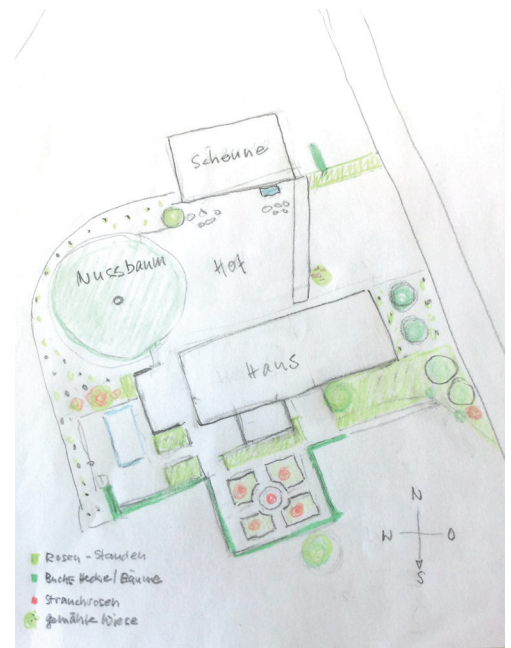 Scheune
Nussbaum
Hof
Haus
N
W O
S
Rosen-Stauden
Buchs Hecke/Bäume
Strauchrosen
gemähte Wiese